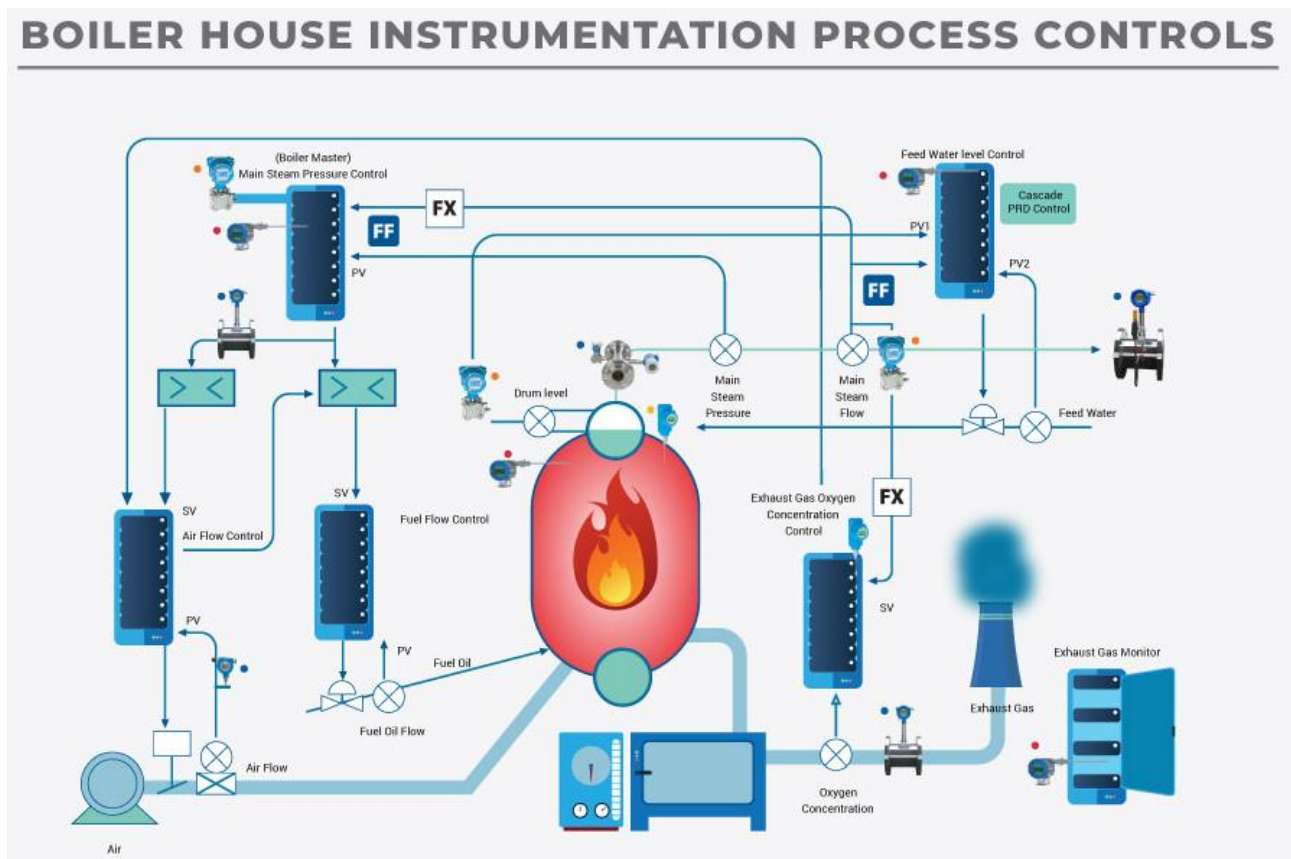 BOILER HOUSE INSTRUMENTATION PROCESS CONTROLS
(Boiler Master)
Main Steam Pressure Control
FX
FF
PV
Feed Water level Control
Cascade
PRD Control
PV1
PV2
FF
Drum level
Main
Steam
Pressure
Main
Steam
Flow
Feed Water
SV
Air Flow Control
SV
Fuel Flow Control
Exhaust Gas Oxygen
Concentration
Control
FX
SV
PV
PV
Fuel Oil
Fuel Oil Flow
Exhaust Gas
Exhaust Gas Monitor
Air Flow
Oxygen
Concentration
Air